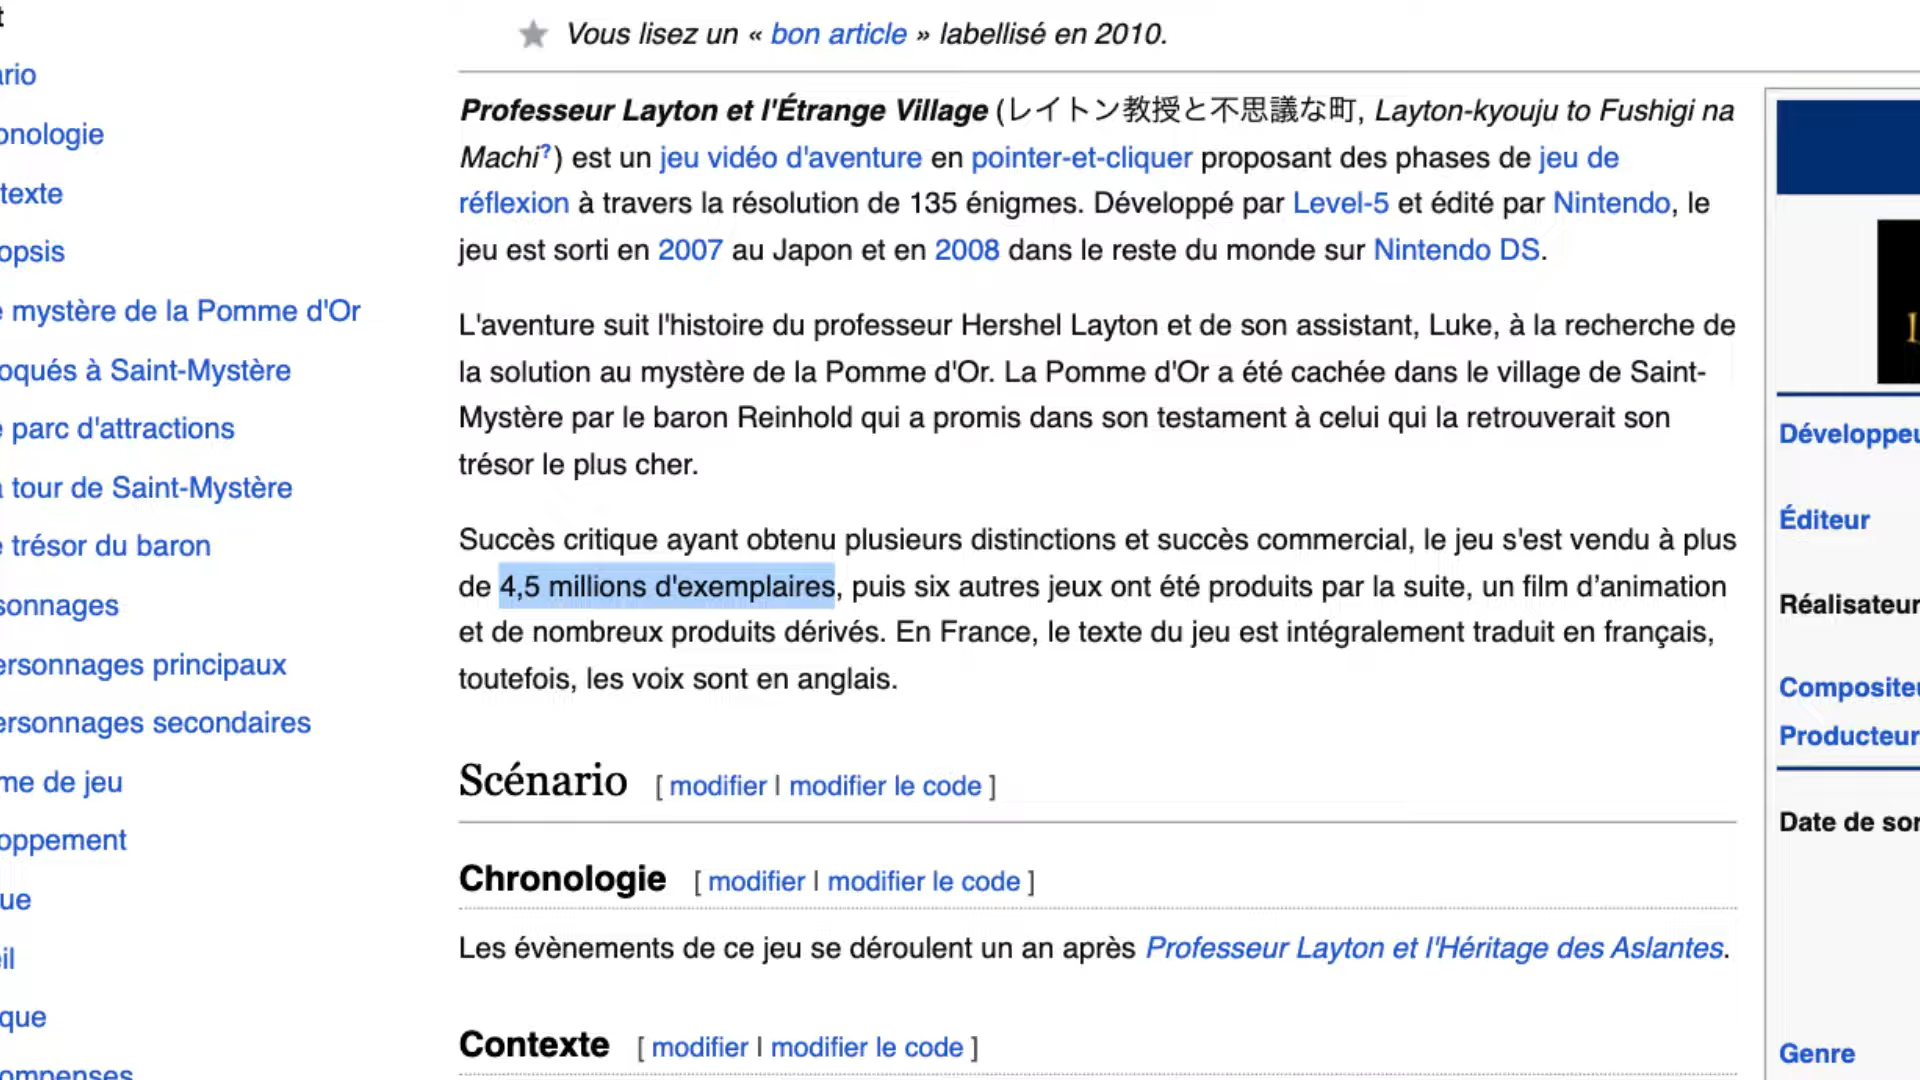 Vous lisez un « bon article » labellisé en 2010.
Professeur Layton et l'Étrange Village (レイトン教授と不思議な町, Layton-kyouju to Fushigi na
Machi?) est un jeu vidéo d'aventure en pointer-et-cliquer proposant des phases de jeu de
réflexion à travers la résolution de 135 énigmes. Développé par Level-5 et édité par Nintendo, le
jeu est sorti en 2007 au Japon et en 2008 dans le reste du monde sur Nintendo DS.
L'aventure suit l'histoire du professeur Hershel Layton et de son assistant, Luke, à la recherche de
la solution au mystère de la Pomme d'Or. La Pomme d'Or a été cachée dans le village de Saint-
Mystère par le baron Reinhold qui a promis dans son testament à celui qui la retrouverait son
trésor le plus cher.
Succès critique ayant obtenu plusieurs distinctions et succès commercial, le jeu s'est vendu à plus
de 4,5 millions d'exemplaires, puis six autres jeux ont été produits par la suite, un film d’animation
et de nombreux produits dérivés. En France, le texte du jeu est intégralement traduit en français,
toutefois, les voix sont en anglais.
Scénario [ modifier | modifier le code ]
Chronologie [ modifier | modifier le code ]
Les évènements de ce jeu se déroulent un an après Professeur Layton et l'Héritage des Aslantes.
Contexte [ modifier | modifier le code ]
t
rio
onologie
texte
opsis
mystère de la Pomme d'Or
oqués à Saint-Mystère
parc d'attractions
tour de Saint-Mystère
trésor du baron
sonnages
ersonnages principaux
ersonnages secondaires
me de jeu
oppement
ue
il
que
ompenses
Développeu
Éditeur
Réalisateur
Composite
Producteur
Date de sor
Genre